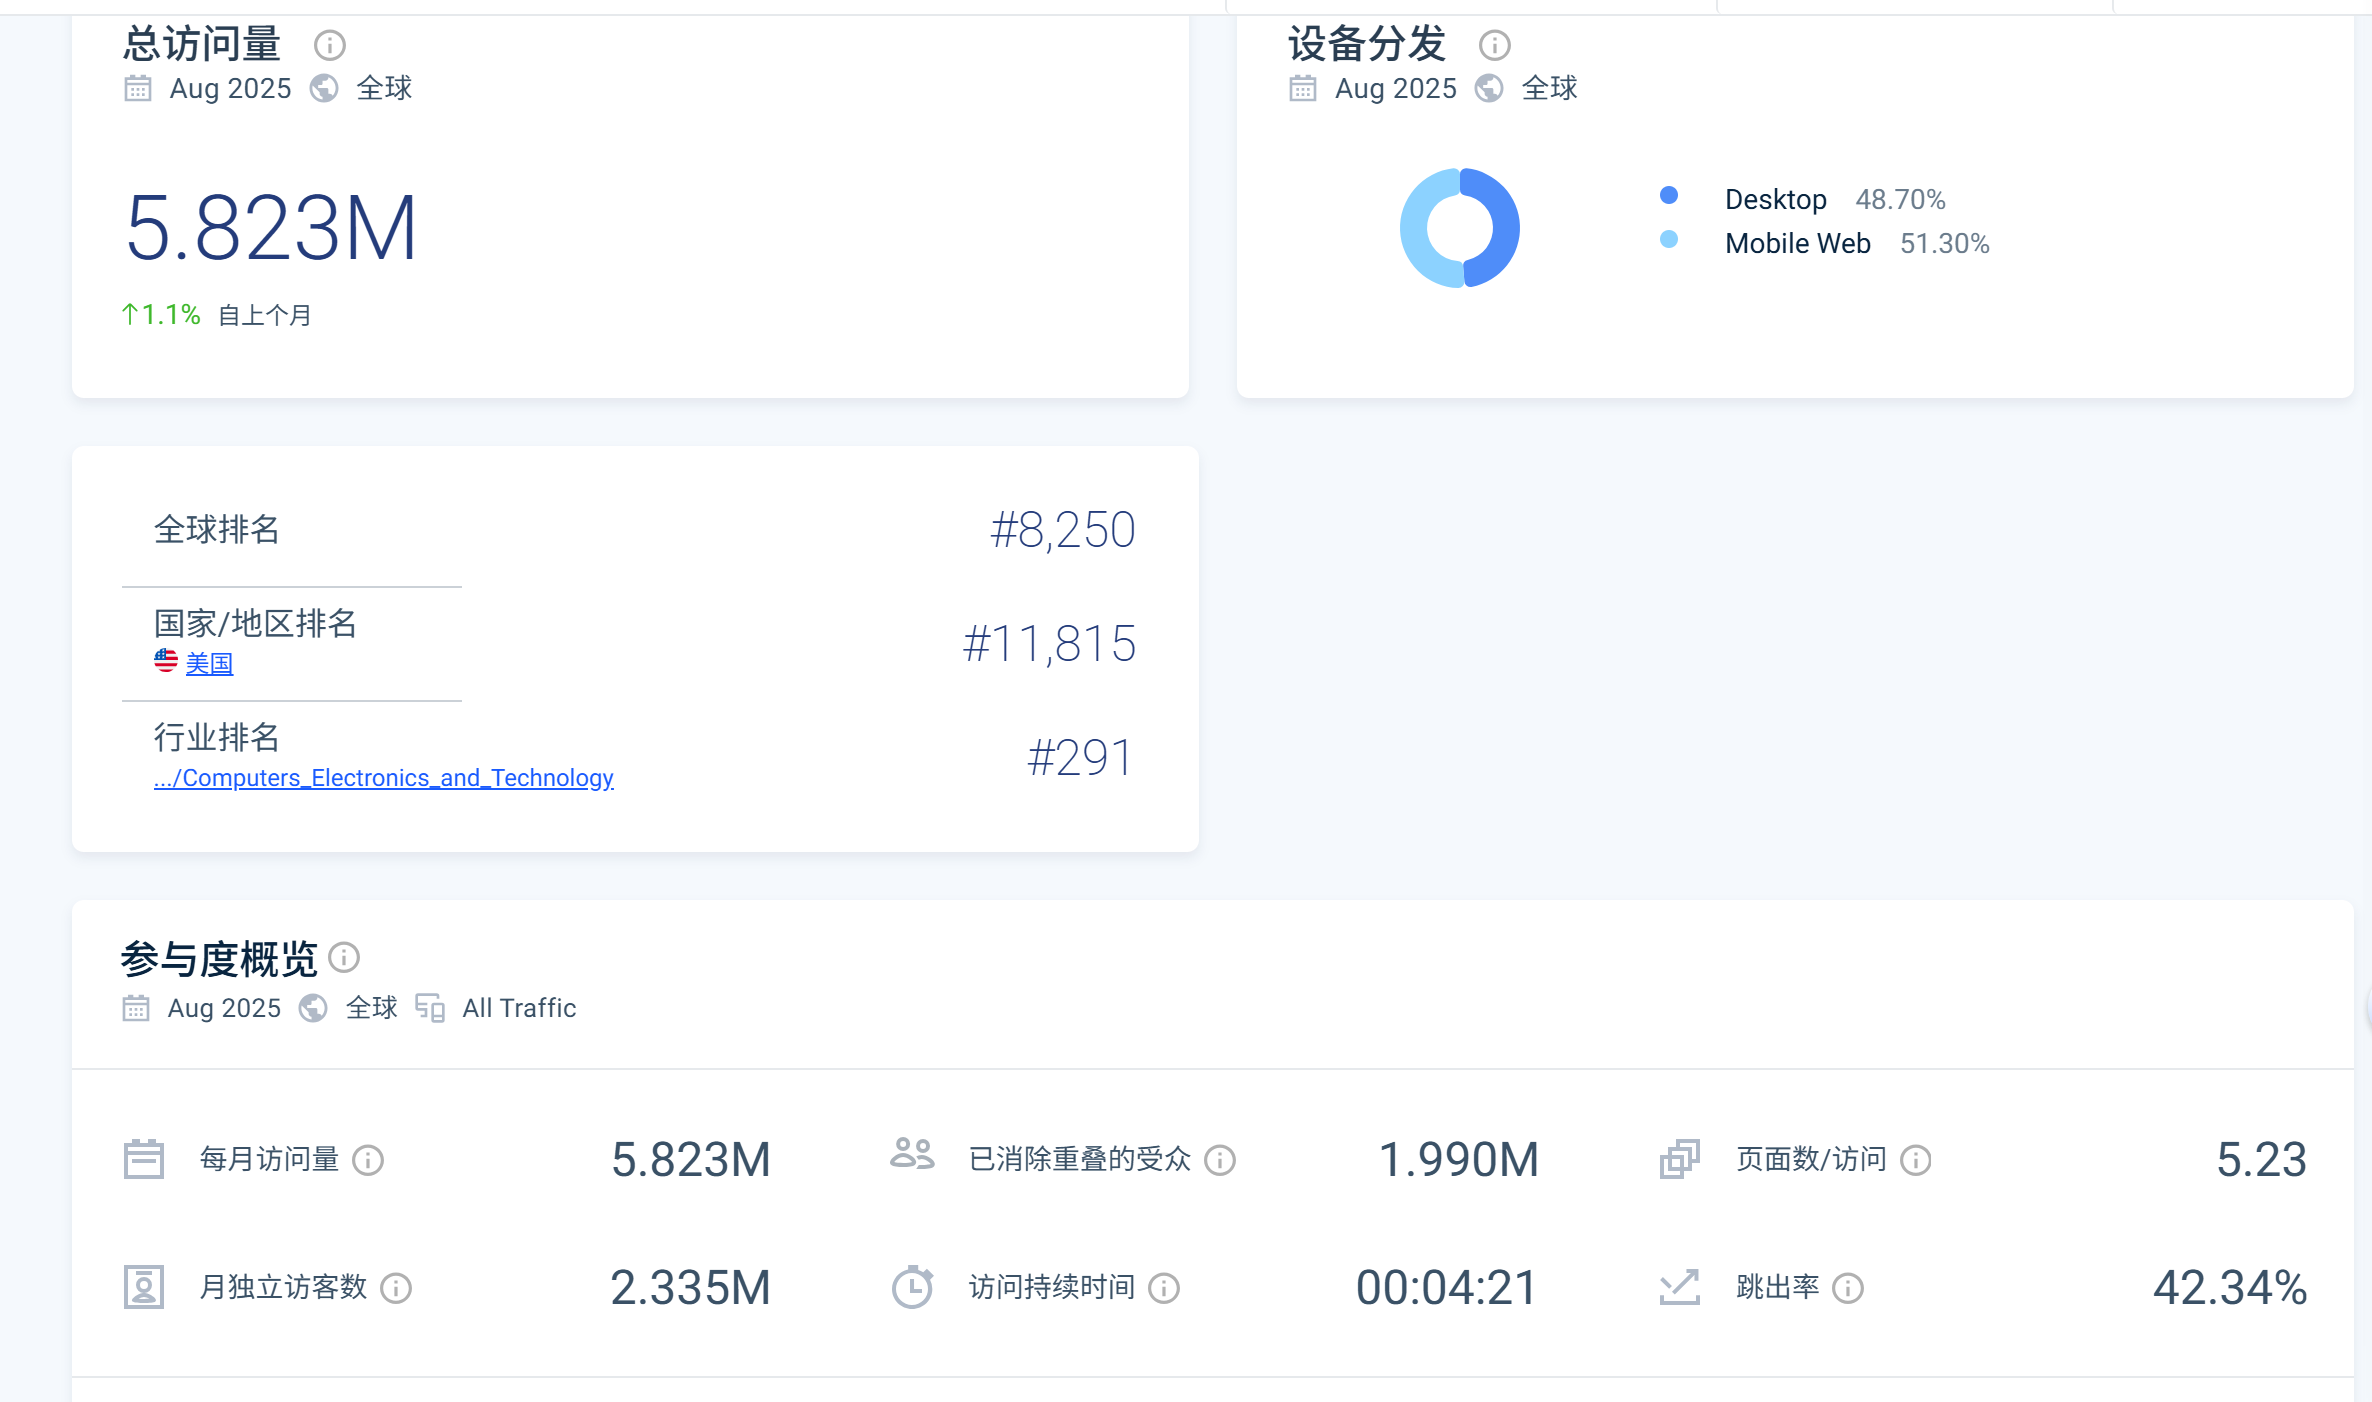 总访问量
Aug 2025 全球
5.823M
↑1.1% 自上个月
设备分发
Aug 2025 全球
Desktop 48.70%
Mobile Web 51.30%
全球排名 #8,250
国家/地区排名
美国
#11,815
行业排名
.../Computers_Electronics_and_Technology
#291
参与度概览
Aug 2025 全球 All Traffic
每月访问量 5.823M
已消除重叠的受众 1.990M
页面数/访问 5.23
月独立访客数 2.335M
访问持续时间 00:04:21
跳出率 42.34%